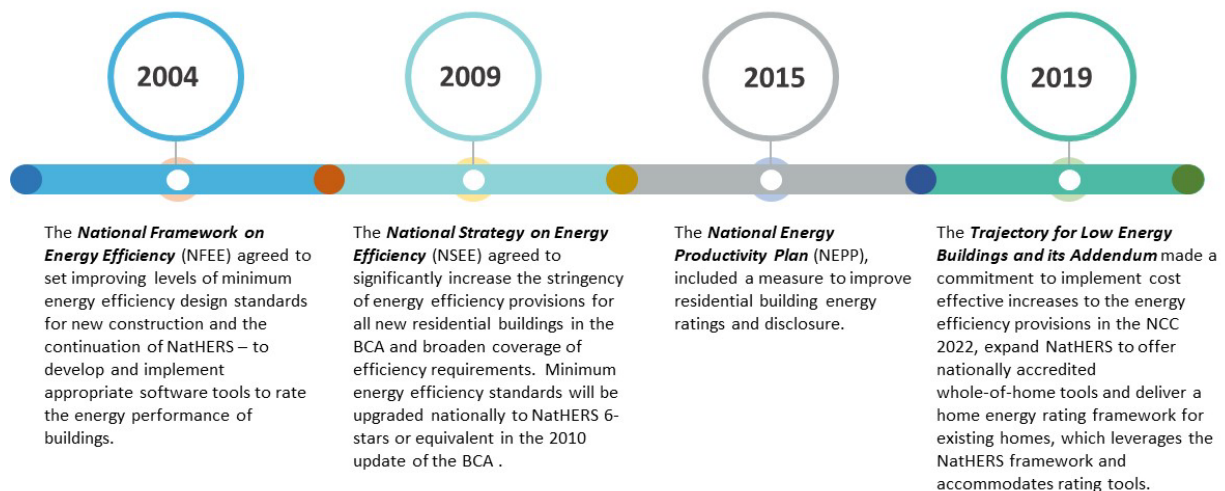 2004
The National Framework on
Energy Efficiency (NFEE) agreed to
set improving levels of minimum
energy efficiency design standards
for new construction and the
continuation of NatHERS – to
develop and implement
appropriate software tools to rate
the energy performance of
buildings.
2009
The National Strategy on Energy
Efficiency (NSEE) agreed to
significantly increase the stringency
of energy efficiency provisions for
all new residential buildings in the
BCA and broaden coverage of
efficiency requirements. Minimum
energy efficiency standards will be
upgraded nationally to NatHERS 6-
stars or equivalent in the 2010
update of the BCA .
2015
The National Energy
Productivity Plan (NEPP),
included a measure to improve
residential building energy
ratings and disclosure.
2019
The Trajectory for Low Energy
Buildings and its Addendum made a
commitment to implement cost
effective increases to the energy
efficiency provisions in the NCC
2022, expand NatHERS to offer
nationally accredited
whole-of-home tools and deliver a
home energy rating framework for
existing homes, which leverages the
NatHERS framework and
accommodates rating tools.